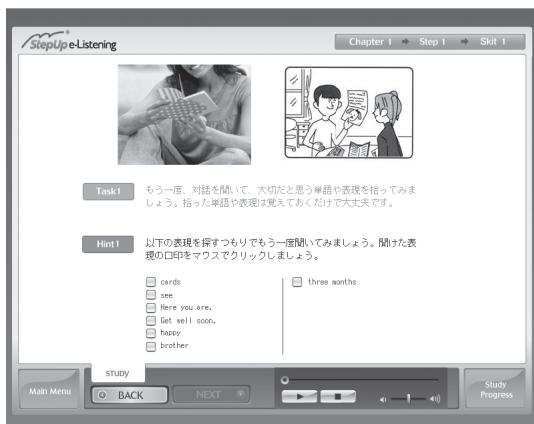 StepUp e-Listening
Chapter 1 ➡ Step 1 ➡ Skit 1
Task1
もう一度、対話を聞いて、大切だと思う単語や表現を拾ってみま
しょう。拾った単語や表現は覚えておくだけで大丈夫です。
Hint1
以下の表現を探すつもりでもう一度聞いてみましょう。聞けた表
現の口印をマウスでクリックしましょう。
cards
see
Here you are.
Get well soon.
happy
brother
three months
STUDY
Main Menu
BACK
NEXT
Study
Progress